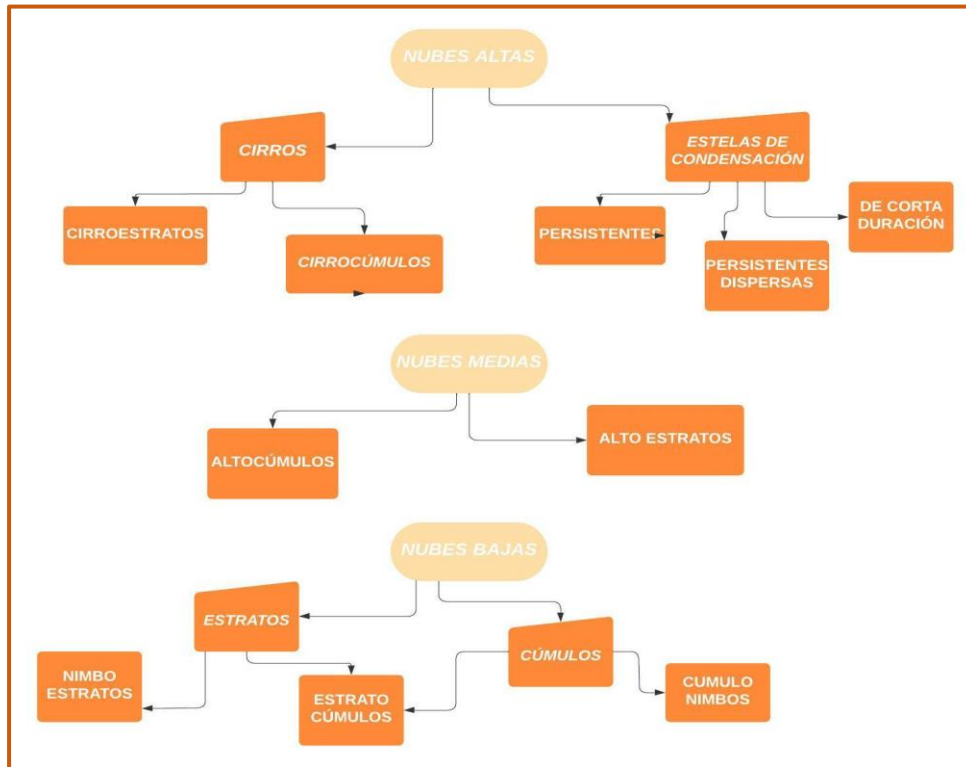 NUBES ALTAS
CIRROS
ESTELAS DE
CONDENSACIÓN
CIRROESTRATOS
CIRROCÚMULOS
PERSISTENTES
PERSISTENTES
DISPERSAS
DE CORTA
DURACIÓN
NUBES MEDIAS
ALTOCÚMULOS
ALTO ESTRATOS
NUBES BAJAS
ESTRATOS
CÚMULOS
NIMBO
ESTRATOS
ESTRATO
CÚMULOS
CUMULO
NIMBOS